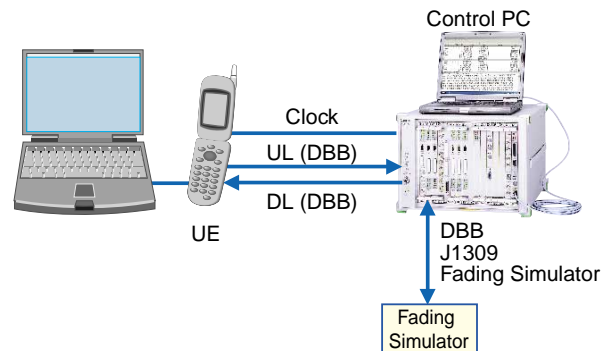 Control PC
Clock
UL (DBB)
DL (DBB)
UE
DBB
J1309
Fading Simulator
Fading
Simulator